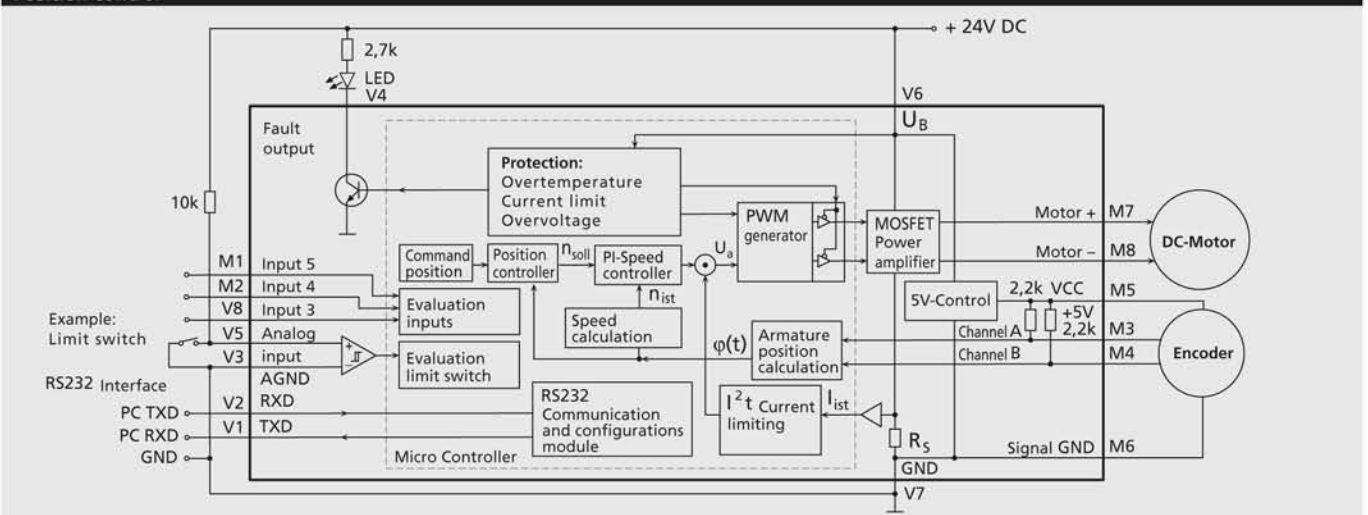 + 24V DC
2,7k
LED
V4
V6
U_B
Fault
output
Protection:
Overtemperature
Current limit
Overvoltage
10k
PWM
generator
MOSFET
Power
amplifier
Motor + M7
Motor – M8
DC-Motor
Command
position
Position
controller
n_soll
PI-Speed
controller
U_a
n_ist
M1 Input 5
M2 Input 4
V8 Input 3
Evaluation
inputs
Speed
calculation
5V-Control
2,2k VCC M5
+5V
2,2k
Channel A M3
Channel B M4
Encoder
Example:
Limit switch
V5 Analog
V3 input
AGND
Evaluation
limit switch
φ(t)
Armature
position
calculation
RS232 Interface
PC TXD V2 RXD
PC RXD V1 TXD
GND
RS232
Communication
and configurations
module
I²t Current
limiting
I_ist
R_S
Signal GND M6
Micro Controller
GND
V7